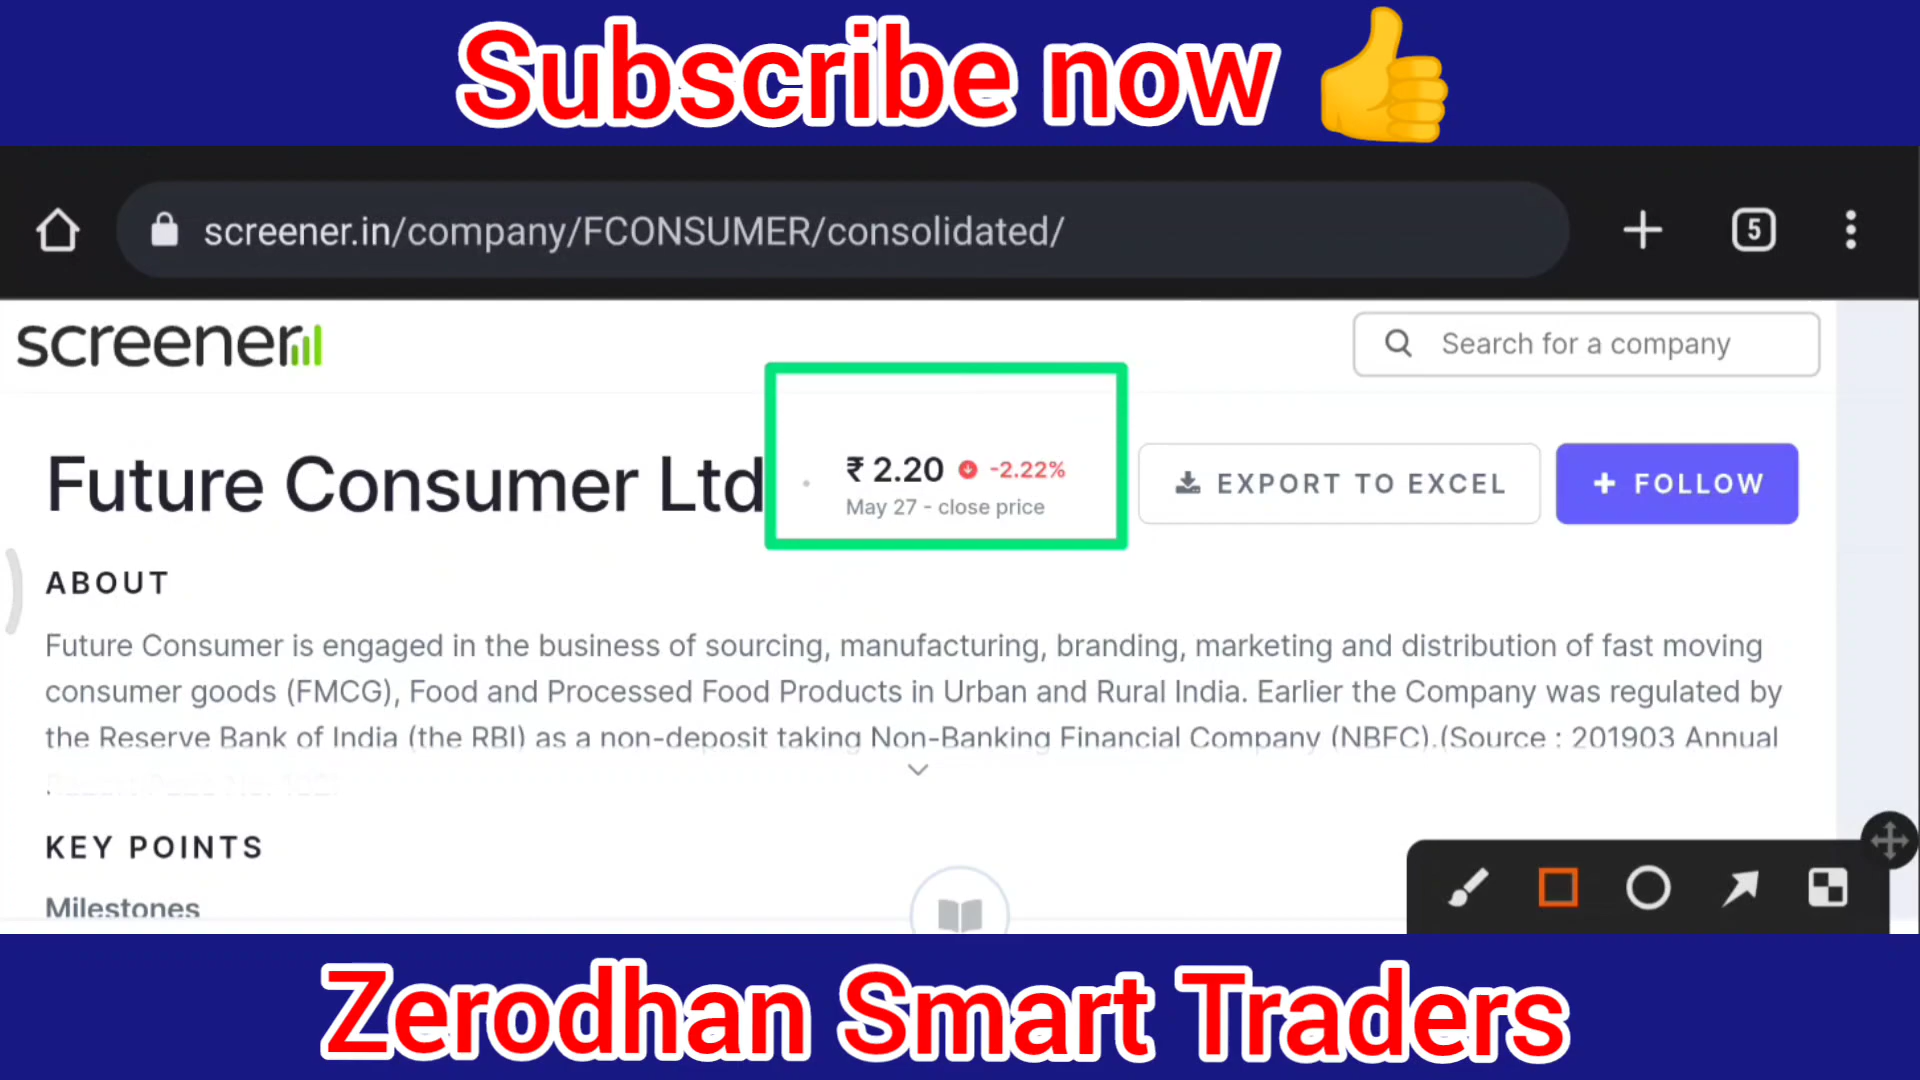 Subscribe now 👍
screener.in/company/FCONSUMER/consolidated/
5
screener
Search for a company
Future Consumer Ltd
₹ 2.20 -2.22%
May 27 - close price
EXPORT TO EXCEL
+ FOLLOW
ABOUT
Future Consumer is engaged in the business of sourcing, manufacturing, branding, marketing and distribution of fast moving
consumer goods (FMCG), Food and Processed Food Products in Urban and Rural India. Earlier the Company was regulated by
the Reserve Bank of India (the RBI) as a non-deposit taking Non-Banking Financial Company (NBFC).(Source : 201903 Annual
KEY POINTS
Milestones
Zerodhan Smart Traders